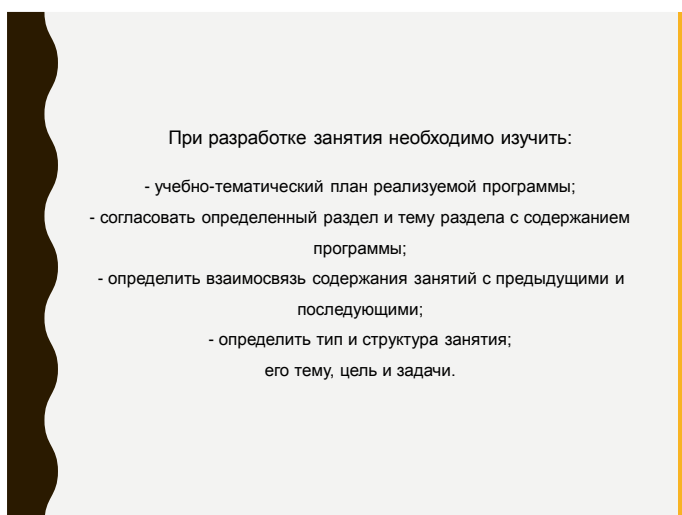 При разработке занятия необходимо изучить:
- учебно-тематический план реализуемой программы;
- согласовать определенный раздел и тему раздела с содержанием
программы;
- определить взаимосвязь содержания занятий с предыдущими и
последующими;
- определить тип и структура занятия;
его тему, цель и задачи.